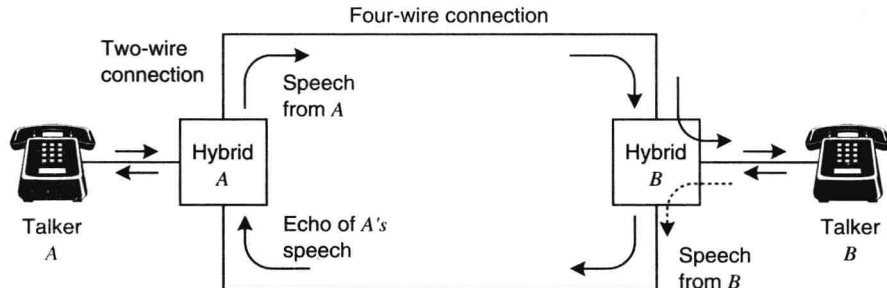 Four-wire connection
Two-wire
connection
Speech
from A
Hybrid
A
Hybrid
B
Talker
A
Echo of A's
speech
Talker
B
Speech
from B